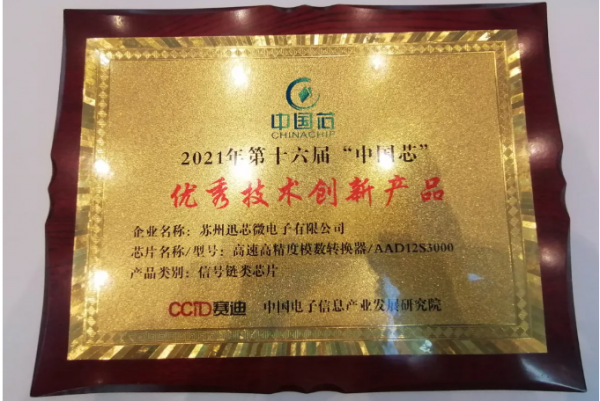 中国芯
CHINACHIP
2021年第十六届“中国芯”
优秀技术创新产品
企业名称：苏州迅芯微电子有限公司
芯片名称/型号：高速高精度模数转换器/AAD12S3000
产品类别：信号链类芯片
CCID赛迪 中国电子信息产业发展研究院